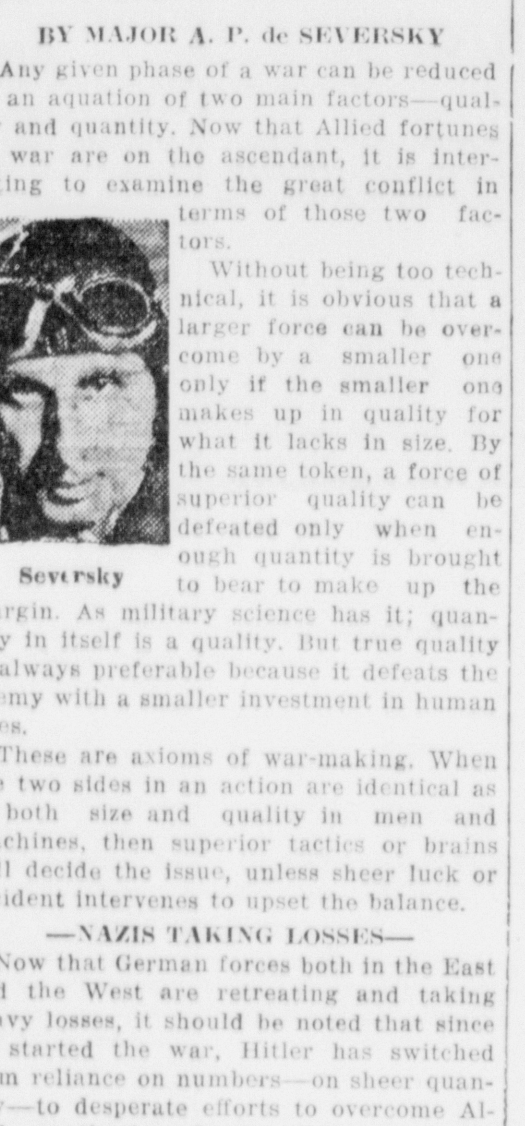 BY MAJOR A. P. de SEVERSKY
Any given phase of a war can be reduced
an aquation of two main factors—qual-
and quantity. Now that Allied fortunes
war are on the ascendant, it is inter-
ing to examine the great conflict in
terms of those two fac-
tors.
Without being too tech-
nical, it is obvious that a
larger force can be over-
come by a smaller one
only if the smaller one
makes up in quality for
what it lacks in size. By
the same token, a force of
superior quality can be
defeated only when en-
ough quantity is brought
to bear to make up the
Seversky
rgin. As military science has it; quan-
y in itself is a quality. But true quality
always preferable because it defeats the
emy with a smaller investment in human
es.
These are axioms of war-making. When
e two sides in an action are identical as
both size and quality in men and
chines, then superior tactics or brains
ll decide the issue, unless sheer luck or
ident intervenes to upset the balance.
—NAZIS TAKING LOSSES—
Now that German forces both in the East
d the West are retreating and taking
avy losses, it should be noted that since
started the war, Hitler has switched
m reliance on numbers—on sheer quan-
y—to desperate efforts to overcome Al-